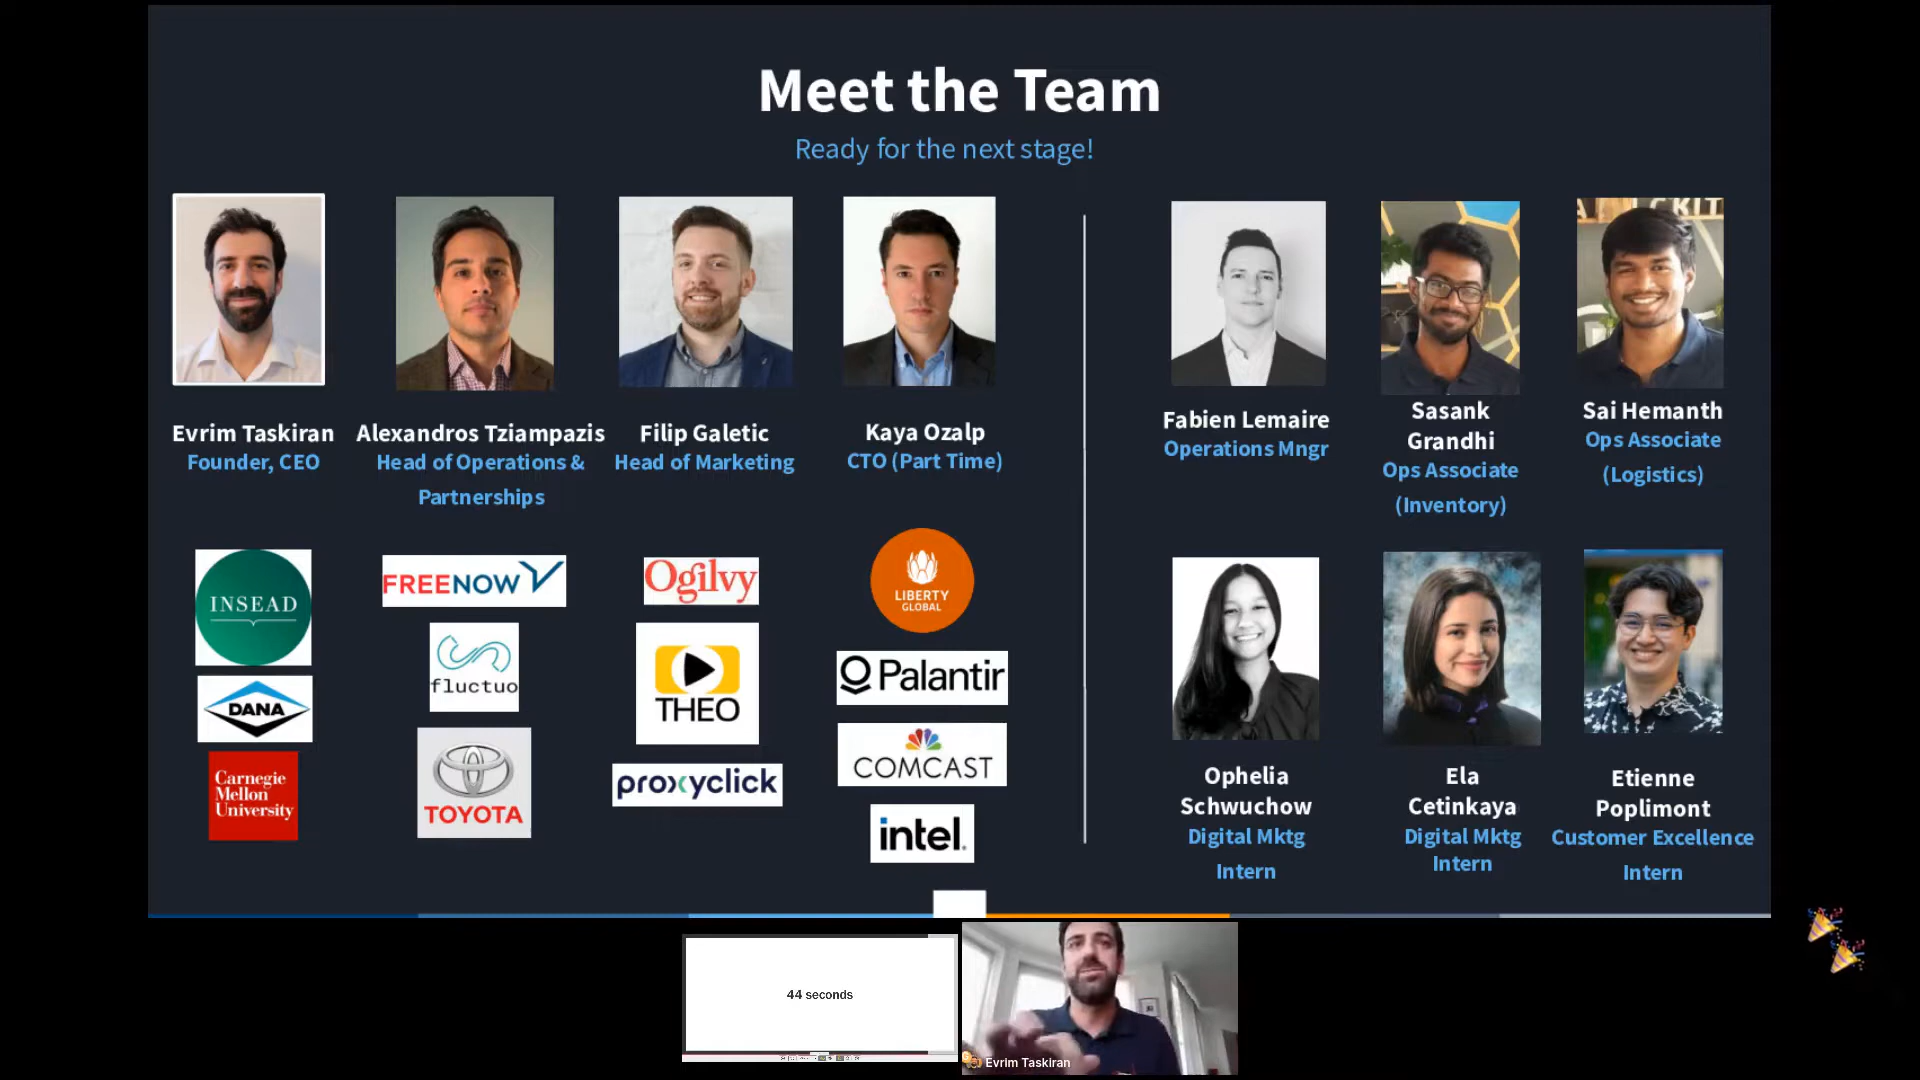 Meet the Team
Ready for the next stage!
Evrim Taskiran
Founder, CEO
Alexandros Tziampazis
Head of Operations &
Partnerships
Filip Galetic
Head of Marketing
Kaya Ozalp
CTO (Part Time)
Fabien Lemaire
Operations Mngr
Sasank
Grandhi
Ops Associate
(Inventory)
Sai Hemanth
Ops Associate
(Logistics)
INSEAD
DANA
Carnegie
Mellon
University
FREENOW
fluctuo
TOYOTA
Ogilvy
THEO
proxyclick
LIBERTY
GLOBAL
Palantir
COMCAST
intel.
Ophelia
Schwuchow
Digital Mktg
Intern
Ela
Cetinkaya
Digital Mktg
Intern
Etienne
Poplimont
Customer Excellence
Intern
44 seconds
Evrim Taskiran